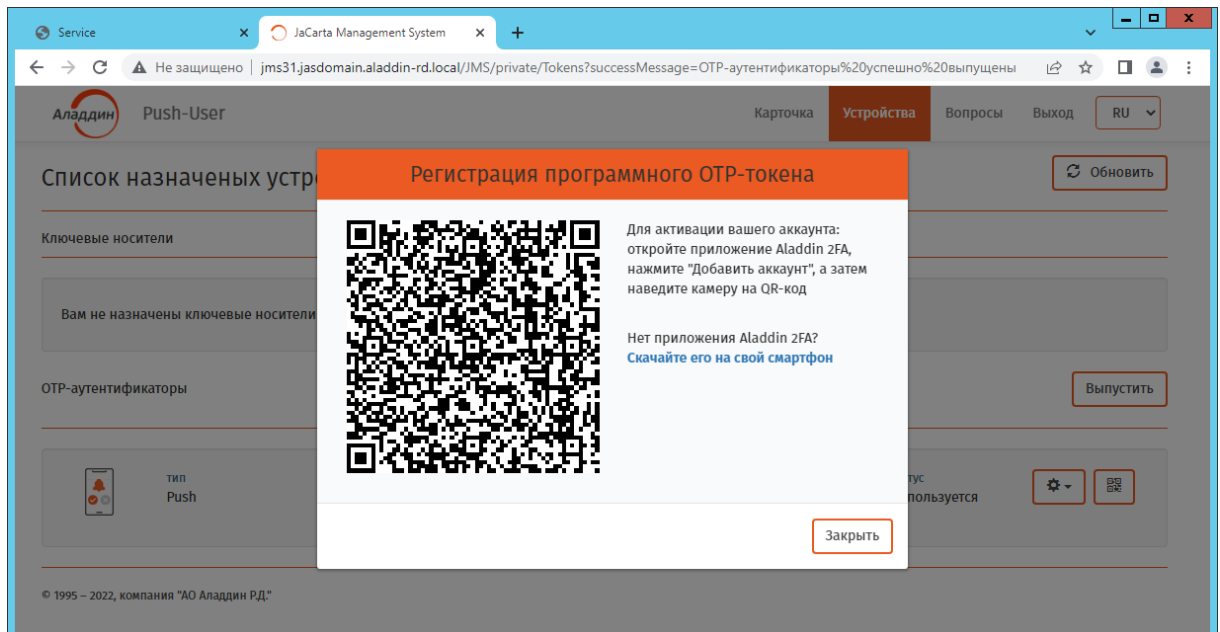 Service
JaCarta Management System
Не защищено | jms31.jasdomain.aladdin-rd.local/JMS/private/Tokens?successMessage=OTP-аутентификаторы%20успешно%20выпущены
Аладдин
Push-User
Карточка Устройства Вопросы Выход RU
Список назначеных устр
Обновить
Регистрация программного OTP-токена
Ключевые носители
Для активации вашего аккаунта:
откройте приложение Aladdin 2FA,
нажмите "Добавить аккаунт", а затем
наведите камеру на QR-код
Вам не назначены ключевые носители
Нет приложения Aladdin 2FA?
Скачайте его на свой смартфон
OTP-аутентификаторы
Выпустить
тип
Push
тус
пользуется
Закрыть
© 1995 – 2022, компания "АО Аладдин Р.Д."